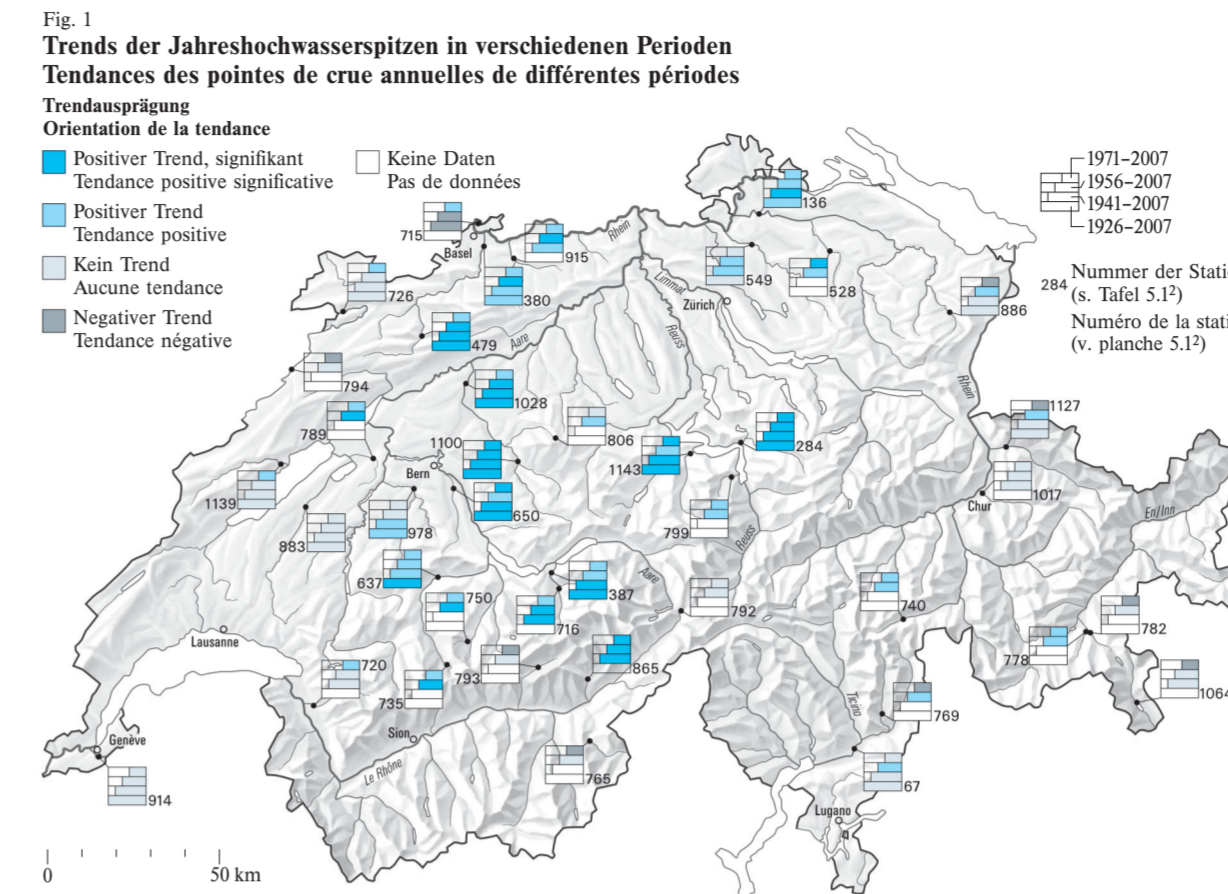 Fig. 1
Trends der Jahreshochwasserspitzen in verschiedenen Perioden
Tendances des pointes de crue annuelles de différentes périodes
Trendausprägung
Orientation de la tendance
Positiver Trend, signifikant
Tendance positive significative
Positiver Trend
Tendance positive
Kein Trend
Aucune tendance
Negativer Trend
Tendance négative
Keine Daten
Pas de données
1971–2007
1956–2007
1941–2007
1926–2007
284
Nummer der Stati
(s. Tafel 5.1²)
Numéro de la stati
(v. planche 5.1²)
136
715
Basel
915
Rhein
726
380
549
528
Limmat
Zürich
886
479
Aare
Reuss
794
1028
Rhein
789
806
1127
1100
284
Bern
1143
1139
650
1017
Chur
En/Inn
978
799
883
Reuss
637
750
Aare
387
792
740
716
782
Lausanne
778
720
793
865
735
1064
Ticino
769
Sion
Genève
Le Rhône
765
67
914
Lugano
0
50 km